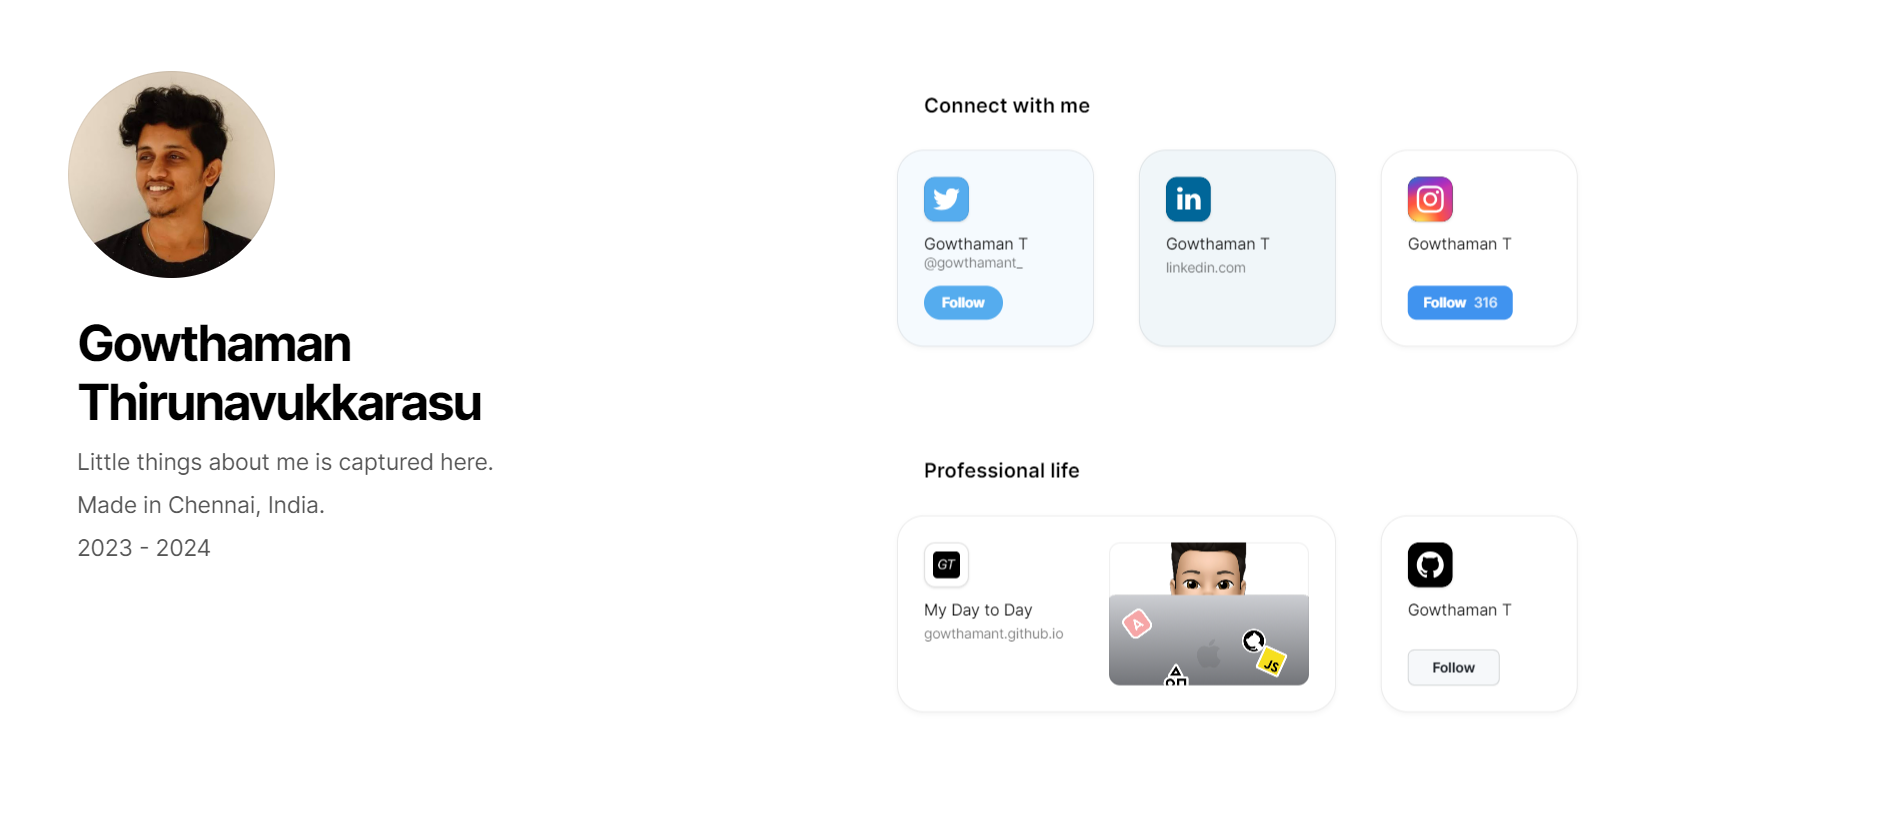 Gowthaman
Thirunavukkarasu
Little things about me is captured here.
Made in Chennai, India.
2023 - 2024
Connect with me
Gowthaman T
@gowthamant_
Follow
in
Gowthaman T
linkedin.com
Gowthaman T
Follow 316
Professional life
GT
My Day to Day
gowthamant.github.io
A
JS
Gowthaman T
Follow